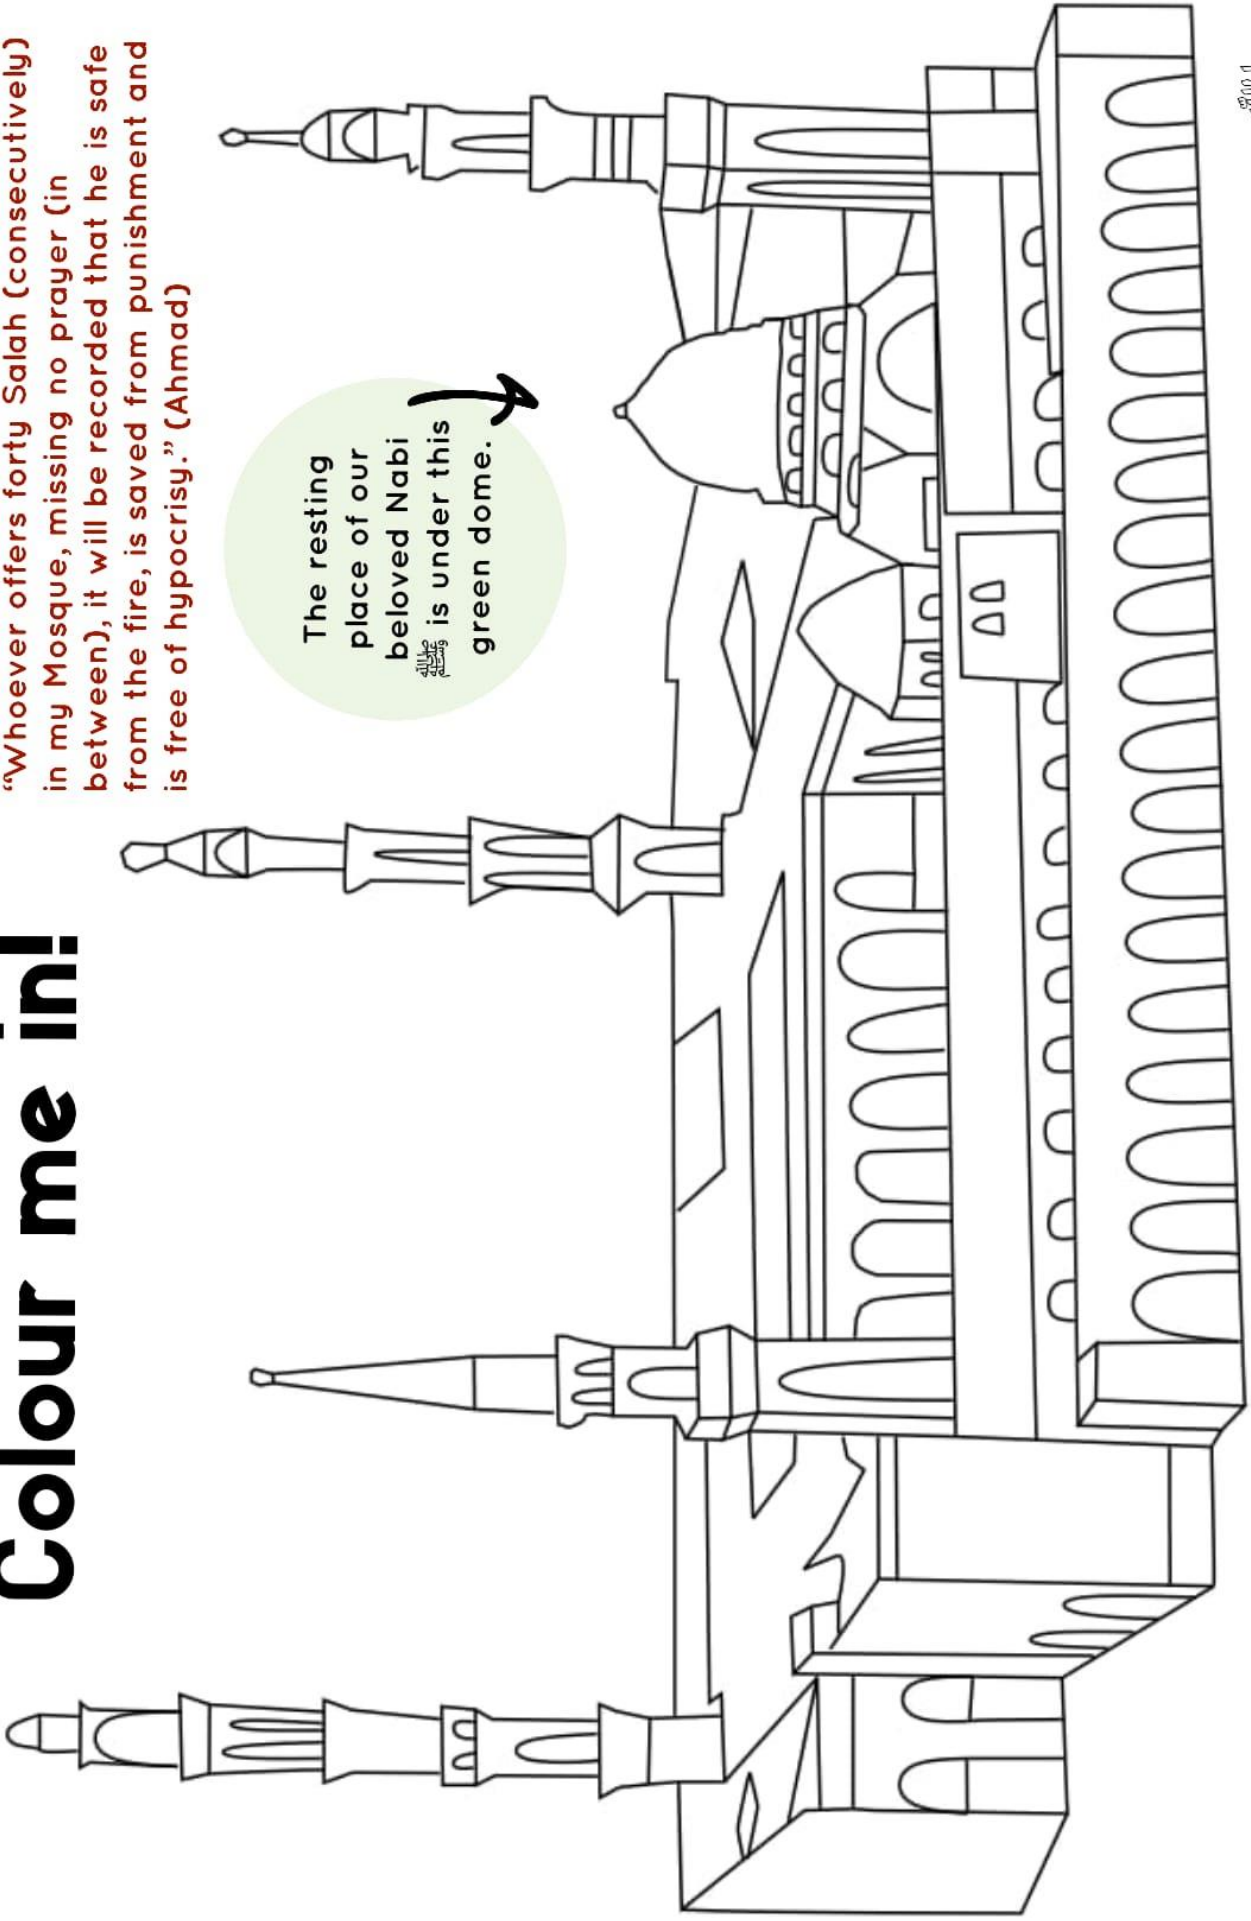 Colour me in!
“Whoever offers forty Salah (consecutively)
in my Mosque, missing no prayer (in
between), it will be recorded that he is safe
from the fire, is saved from punishment and
is free of hypocrisy.” (Ahmad)
The resting
place of our
beloved Nabi
ﷺ is under this
green dome.